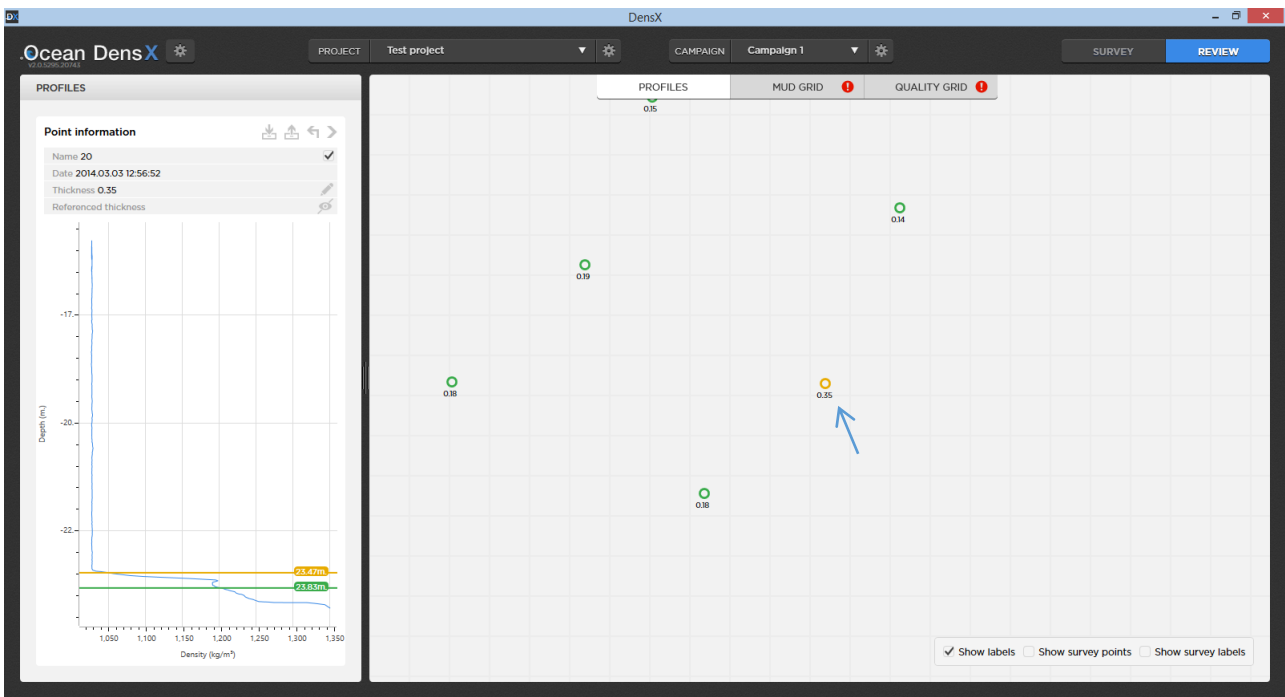 DX DensX
.Ocean DensX
v2.0.5295.20743
PROJECT Test project
CAMPAIGN Campaign 1
SURVEY REVIEW
PROFILES
Point information
Name 20
Date 2014.03.03 12:56:52
Thickness 0.35
Referenced thickness
-17.
-20.
-22.
Depth (m.)
23.47m.
23.83m.
1,050 1,100 1,150 1,200 1,250 1,300 1,350
Density (kg/m³)
PROFILES MUD GRID ! QUALITY GRID !
0.15
0.14
0.19
0.18
0.35
0.18
Show labels Show survey points Show survey labels